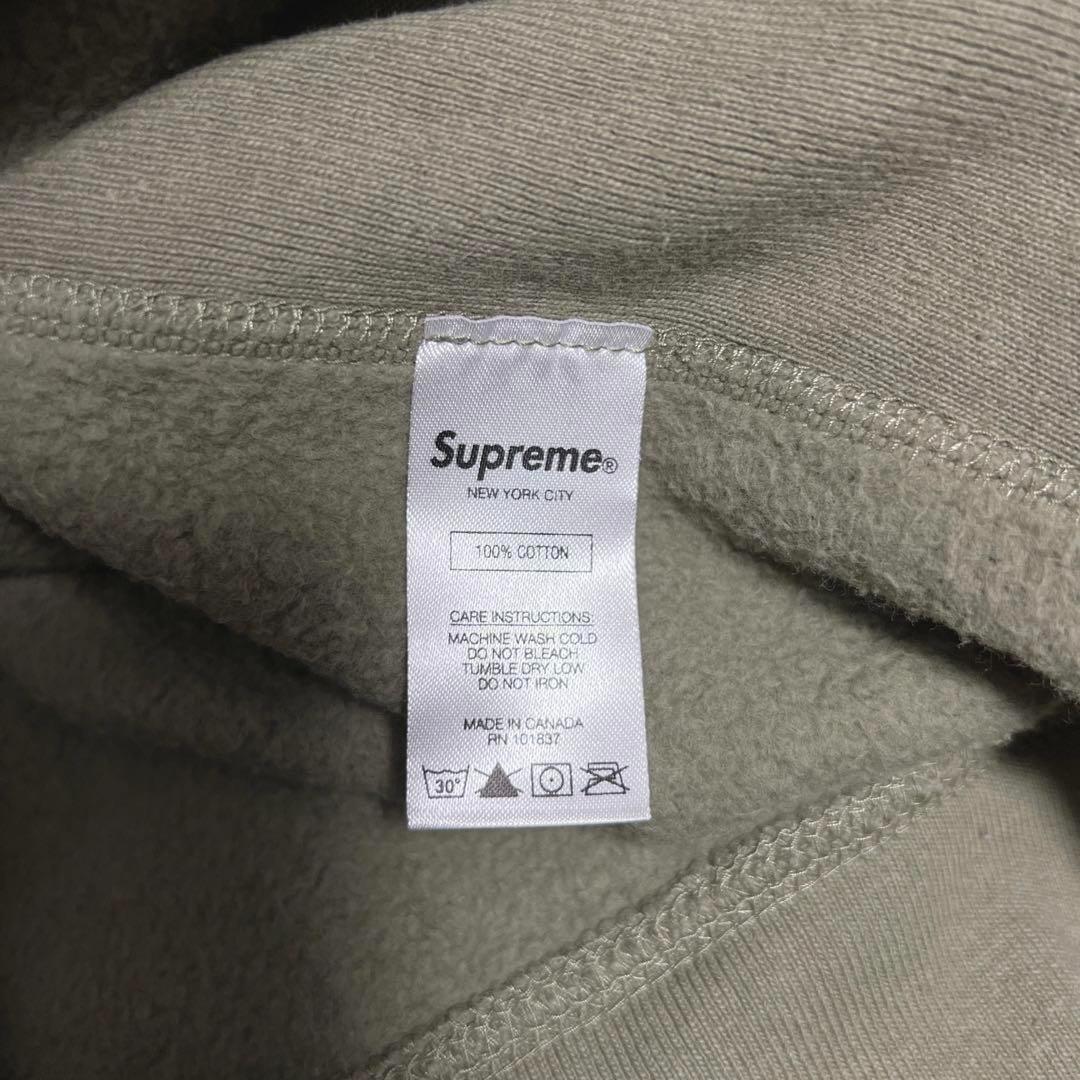 Supreme®
NEW YORK CITY
100% COTTON
CARE INSTRUCTIONS:
MACHINE WASH COLD
DO NOT BLEACH
TUMBLE DRY LOW
DO NOT IRON
MADE IN CANADA
RN 101837
30°